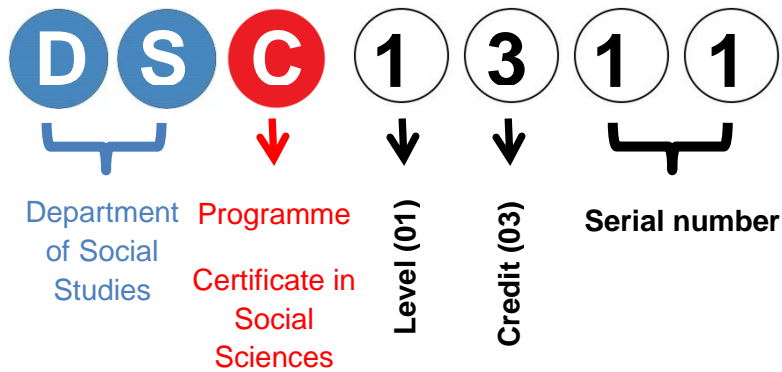 D S C 1 3 1 1
Department
of Social
Studies
Programme
Certificate in
Social
Sciences
Level (01)
Credit (03)
Serial number